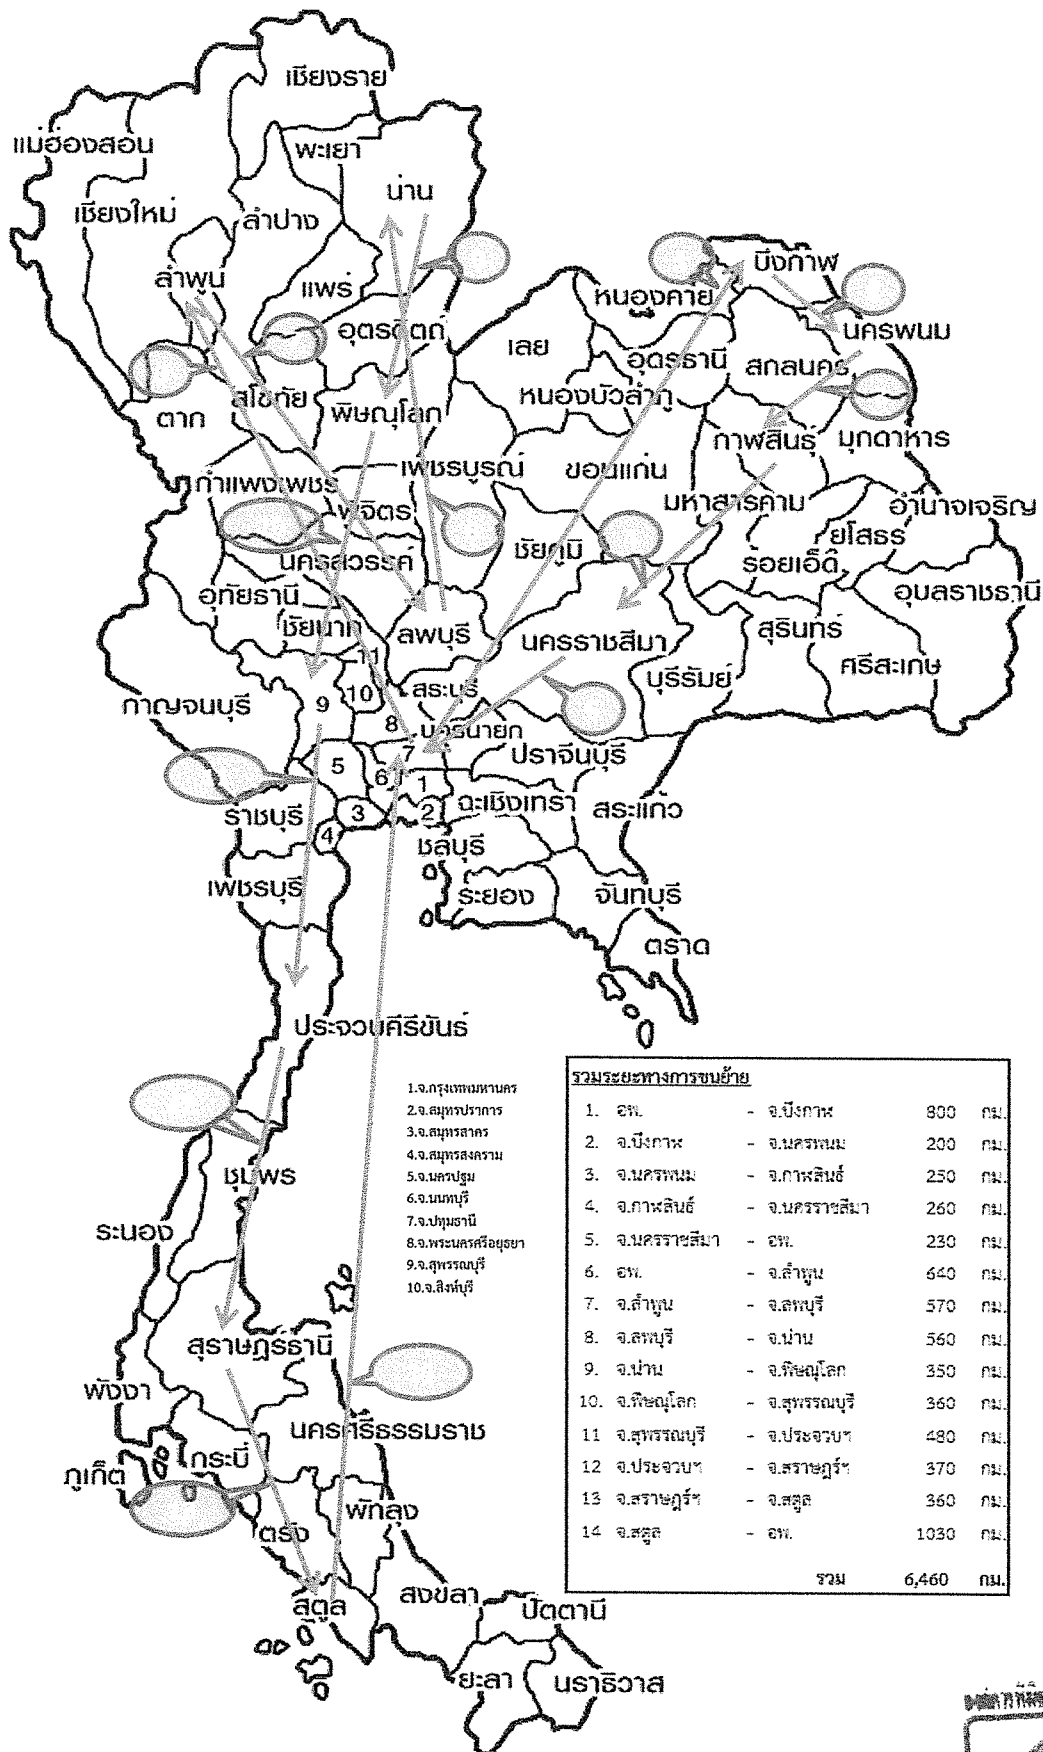 เชียงราย
แม่ฮ่องสอน
พะเยา
น่าน
เชียงใหม่
ลำปาง
ลำพูน
แพร่
บึงกาฬ
หนองคาย
อุตรดิตถ์
นครพนม
เลย
อุดรธานี
สกลนคร
สุโขทัย
หนองบัวลำภู
ตาก
พิษณุโลก
กาฬสินธุ์
มุกดาหาร
กำแพงเพชร
เพชรบูรณ์
ขอนแก่น
พิจิตร
มหาสารคาม
อำนาจเจริญ
ชัยภูมิ
ยโสธร
นครสวรรค์
ร้อยเอ็ด
อุทัยธานี
อุบลราชธานี
ชัยนาท
ลพบุรี
นครราชสีมา
สุรินทร์
ศรีสะเกษ
11
10
9
สระบุรี
บุรีรัมย์
กาญจนบุรี
8
นครนายก
7
ปราจีนบุรี
5
6
1
ราชบุรี
3
2
ฉะเชิงเทรา
สระแก้ว
4
ชลบุรี
เพชรบุรี
ระยอง
จันทบุรี
ตราด
ประจวบคีรีขันธ์
ชุมพร
ระนอง
สุราษฎร์ธานี
พังงา
นครศรีธรรมราช
กระบี่
ภูเก็ต
พัทลุง
ตรัง
สตูล
สงขลา
ปัตตานี
ยะลา
นราธิวาส
1.จ.กรุงเทพมหานคร
2.จ.สมุทรปราการ
3.จ.สมุทรสาคร
4.จ.สมุทรสงคราม
5.จ.นครปฐม
6.จ.นนทบุรี
7.จ.ปทุมธานี
8.จ.พระนครศรีอยุธยา
9.จ.สุพรรณบุรี
10.จ.สิงห์บุรี
รวมระยะทางการขนย้าย
1. อพ. - จ.บึงกาฬ 800 กม.
2. จ.บึงกาฬ - จ.นครพนม 200 กม.
3. จ.นครพนม - จ.กาฬสินธ์ 250 กม.
4. จ.กาฬสินธ์ - จ.นครราชสีมา 260 กม.
5. จ.นครราชสีมา - อพ. 230 กม.
6. อพ. - จ.ลำพูน 640 กม.
7. จ.ลำพูน - จ.ลพบุรี 570 กม.
8. จ.ลพบุรี - จ.น่าน 560 กม.
9. จ.น่าน - จ.พิษณุโลก 350 กม.
10. จ.พิษณุโลก - จ.สุพรรณบุรี 360 กม.
11 จ.สุพรรณบุรี - จ.ประจวบฯ 480 กม.
12 จ.ประจวบฯ - จ.สราษฎร์ฯ 370 กม.
13 จ.สราษฎร์ฯ - จ.สตูล 360 กม.
14 จ.สตูล - อพ. 1030 กม.
รวม 6,460 กม.